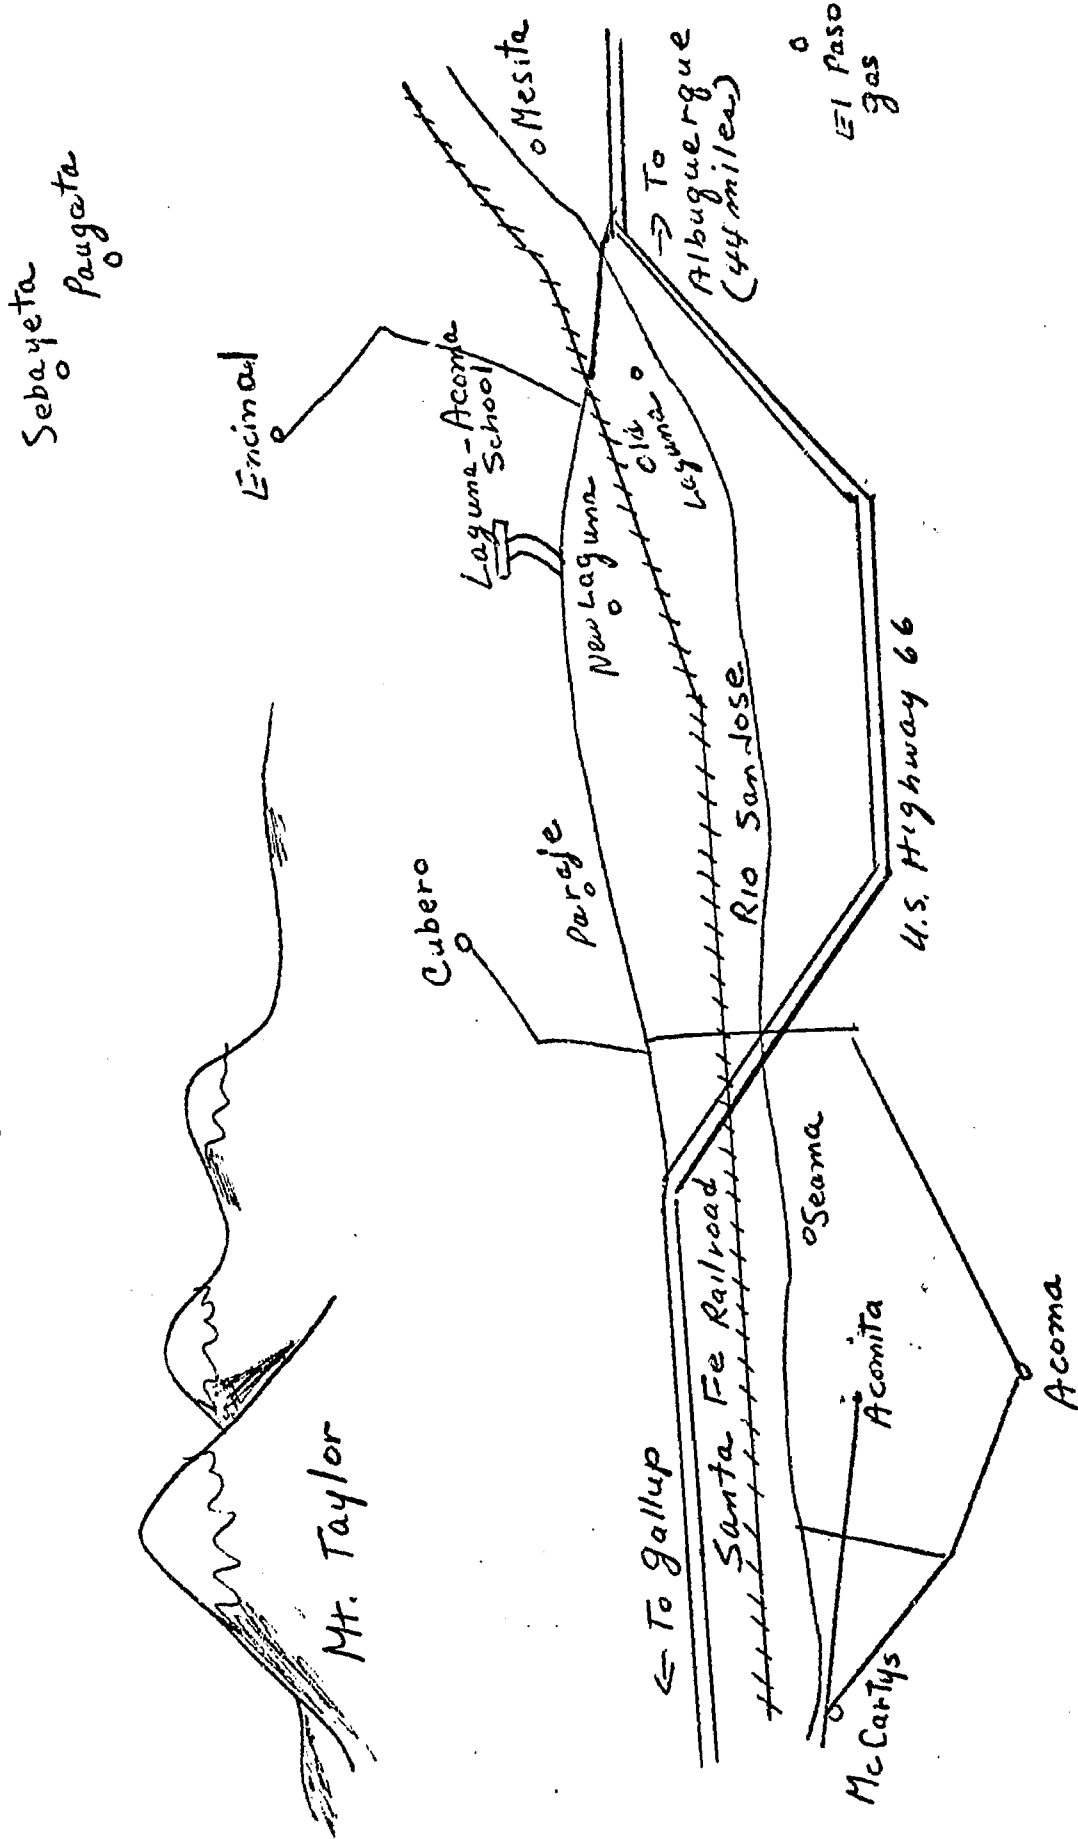 Sebayeta
Paugata
Encinal
Mt. Taylor
Cubero
Laguna-Acoma
School
Mesita
Paraje
New Laguna
Old
Laguna
← To Gallup
→ To
Albuquerque
(44 miles)
Santa Fe Railroad
Rio San Jose
Seama
El Paso
gas
McCartys
Acomita
U.S. Highway 66
Acoma